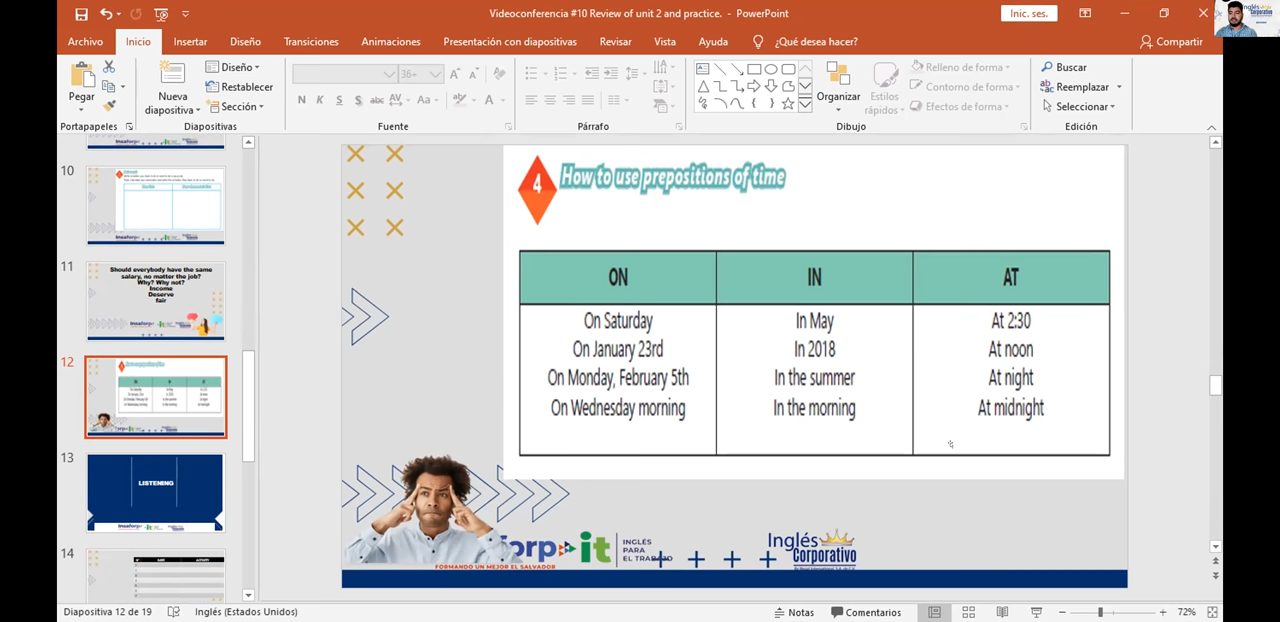 Videoconferencia #10 Review of unit 2 and practice. - PowerPoint
Inic. ses.
Archivo Inicio Insertar Diseño Transiciones Animaciones Presentación con diapositivas Revisar Vista Ayuda ¿Qué desea hacer? Compartir
Pegar
Nueva diapositiva
Diseño
Restablecer
Sección
36+
N K S S abc AV Aa A
Organizar
Estilos rápidos
Relleno de forma
Contorno de forma
Efectos de forma
Buscar
Reemplazar
Seleccionar
Portapapeles Diapositivas Fuente Párrafo Dibujo Edición
10
11
Should everybody have the same
salary, no matter the job?
Why? Why not?
Income
Deserve
fair
12
13
LISTENING
14
4
How to use prepositions of time
ON IN AT
On Saturday In May At 2:30
On January 23rd In 2018 At noon
On Monday, February 5th In the summer At night
On Wednesday morning In the morning At midnight
forp it
INGLÉS
PARA
EL TRABAJO
FORMANDO UN MEJOR EL SALVADOR
Inglés
Corporativo
Diapositiva 12 de 19 Inglés (Estados Unidos) Notas Comentarios 72%